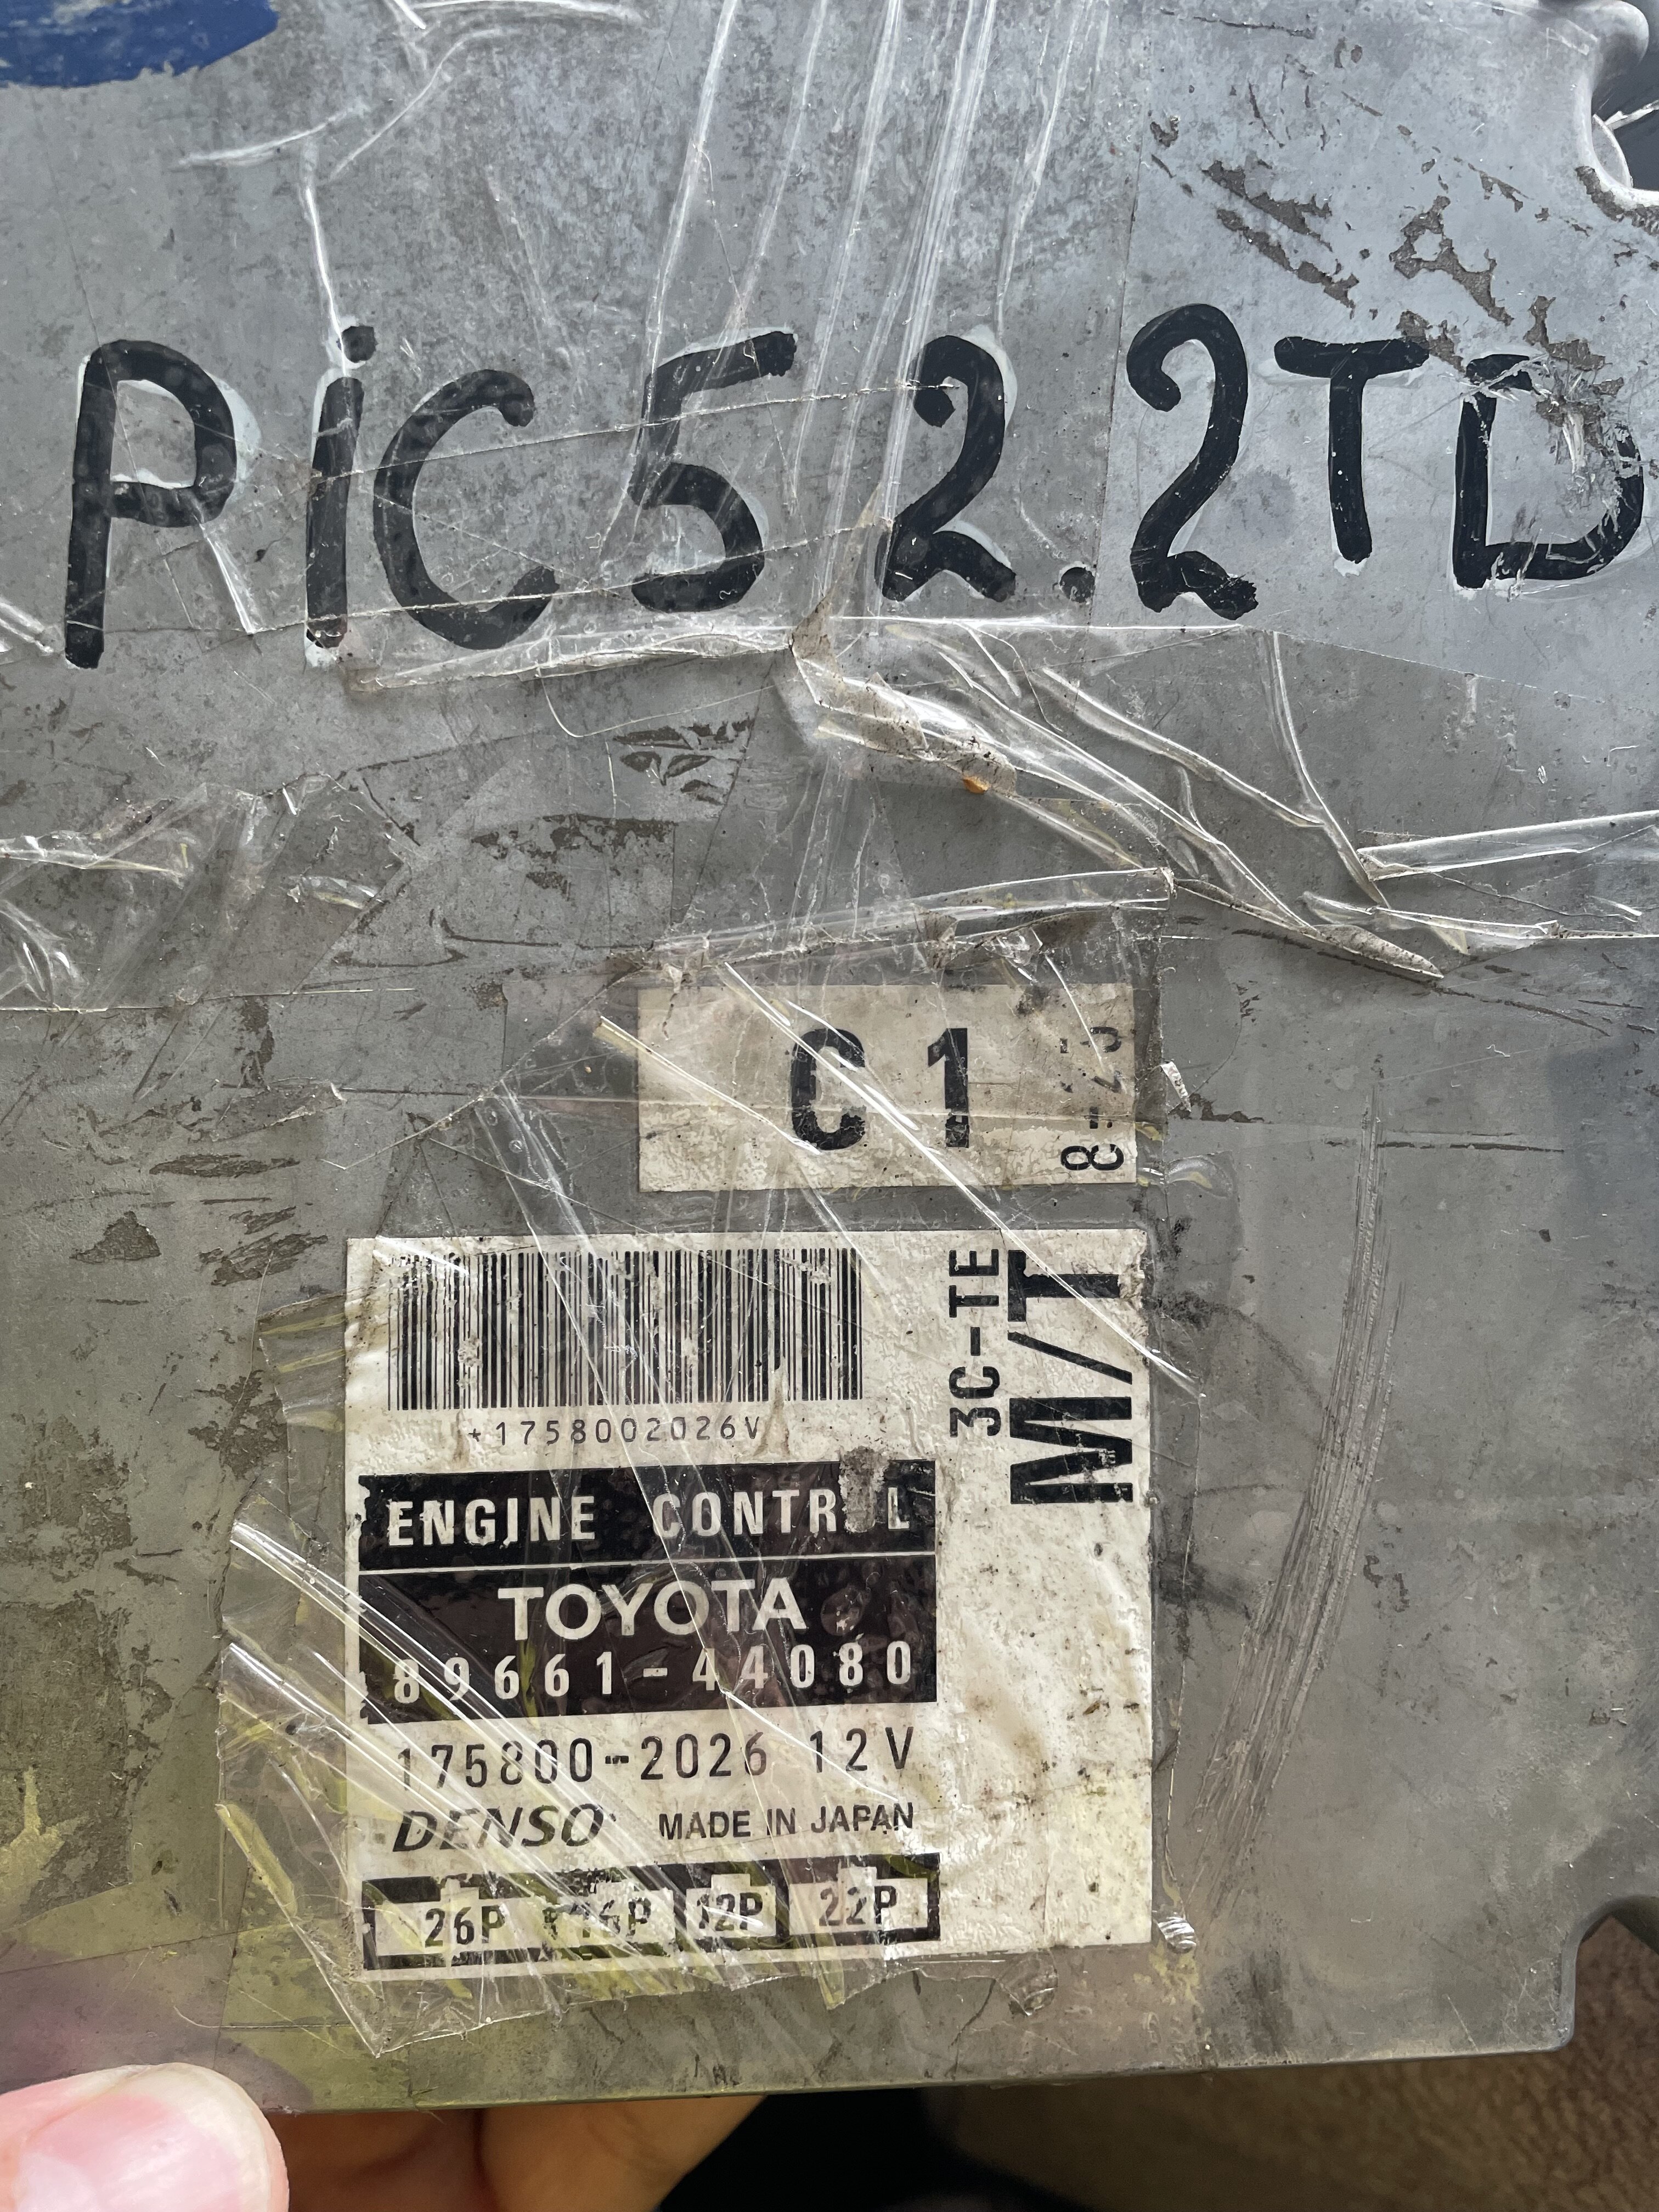 PiC5 2.2TD
C1
3C-TE
M/T
*1758002026V
ENGINE CONTR L
TOYOTA
89661-44080
175800-2026 12V
DENSO MADE IN JAPAN
26P 16P 12P 22P